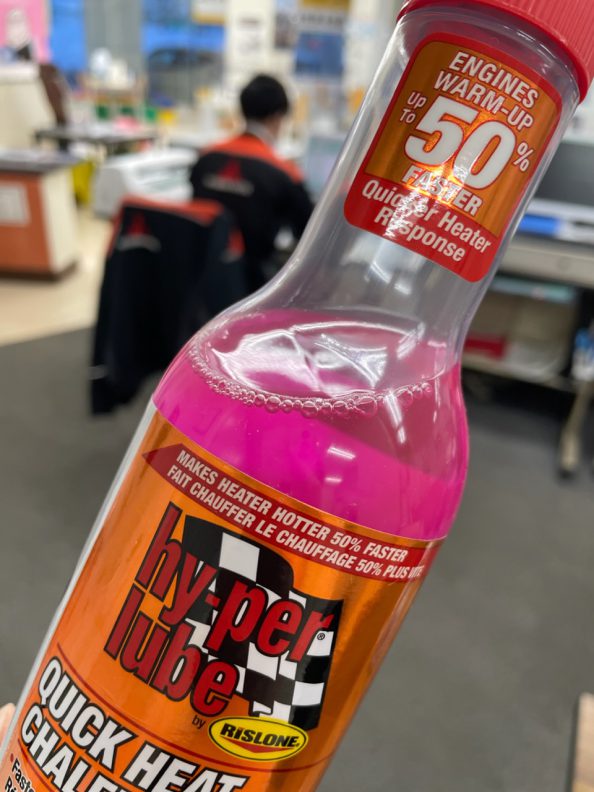 ENGINES
WARM-UP
Up
To
50%
FASTER
Quicker Heater
Response
MAKES HEATER HOTTER 50% FASTER
FAIT CHAUFFER LE CHAUFFAGE 50% PLUS VITE
hy-per®
lube
by RISLONE®
QUICK HEAT